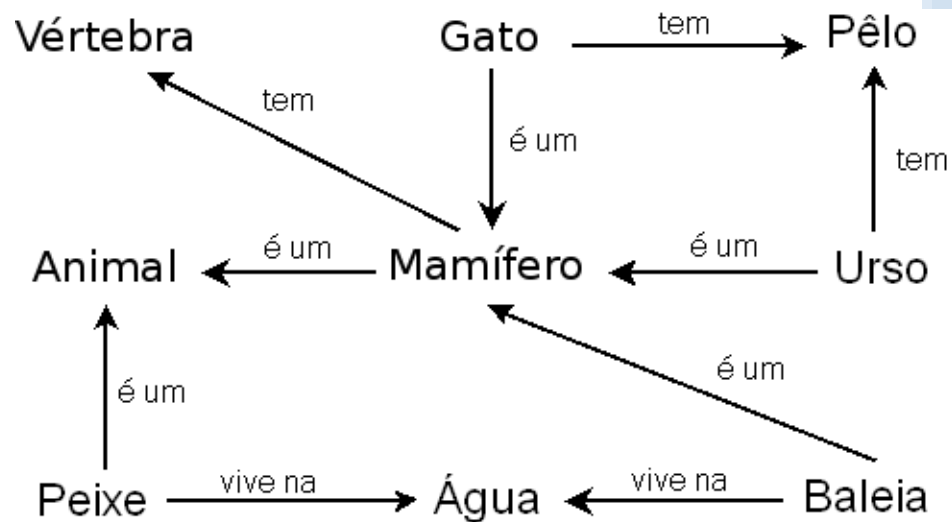 Vértebra
Gato
tem
Pêlo
tem
é um
tem
Animal
é um
Mamífero
é um
Urso
é um
é um
Peixe
vive na
Água
vive na
Baleia